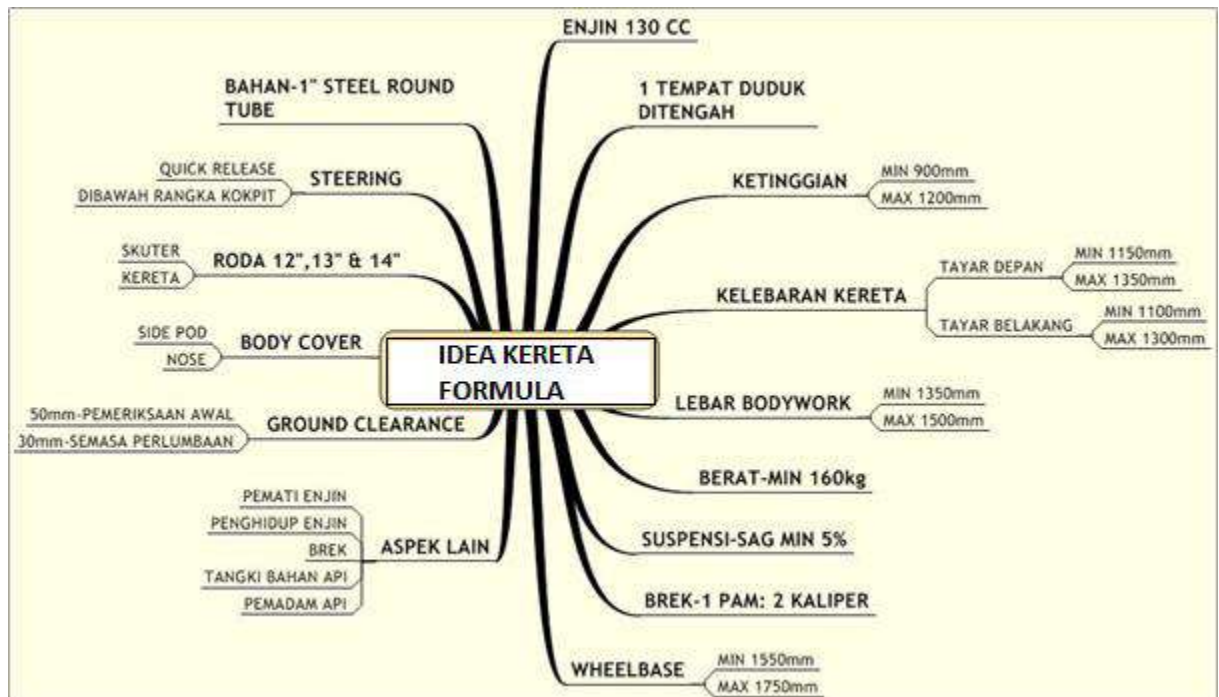 IDEA KERETA
FORMULA
ENJIN 130 CC
1 TEMPAT DUDUK
DITENGAH
KETINGGIAN
MIN 900mm
MAX 1200mm
KELEBARAN KERETA
TAYAR DEPAN
MIN 1150mm
MAX 1350mm
TAYAR BELAKANG
MIN 1100mm
MAX 1300mm
LEBAR BODYWORK
MIN 1350mm
MAX 1500mm
BERAT-MIN 160kg
SUSPENSI-SAG MIN 5%
BREK-1 PAM: 2 KALIPER
WHEELBASE
MIN 1550mm
MAX 1750mm
BAHAN-1" STEEL ROUND
TUBE
STEERING
QUICK RELEASE
DIBAWAH RANGKA KOKPIT
RODA 12",13" & 14"
SKUTER
KERETA
BODY COVER
SIDE POD
NOSE
GROUND CLEARANCE
50mm-PEMERIKSAAN AWAL
30mm-SEMASA PERLUMBAAN
ASPEK LAIN
PEMATI ENJIN
PENGHIDUP ENJIN
BREK
TANGKI BAHAN API
PEMADAM API